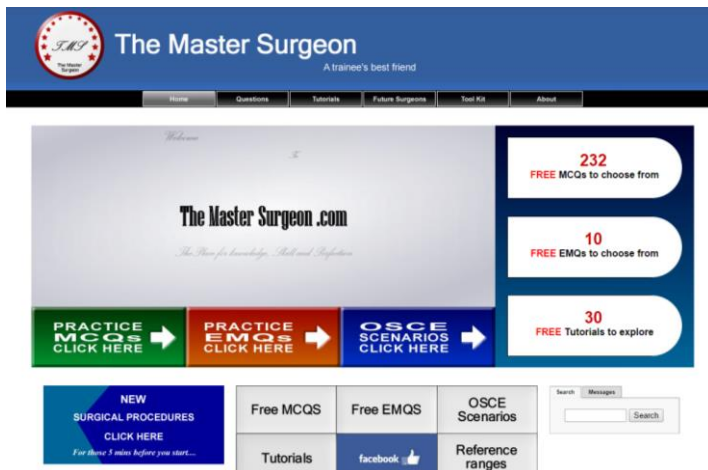 T.M.S
The Master
Surgeon
The Master Surgeon
A trainee's best friend
Home
Questions
Tutorials
Future Surgeons
Tool Kit
About
Welcome
To
The Master Surgeon .com
The Place for knowledge, Skill and Perfection
232
FREE MCQs to choose from
10
FREE EMQs to choose from
30
FREE Tutorials to explore
PRACTICE
MCQs
CLICK HERE
PRACTICE
EMQs
CLICK HERE
OSCE
SCENARIOS
CLICK HERE
NEW
SURGICAL PROCEDURES
CLICK HERE
For those 5 mins before you start....
Free MCQS
Free EMQS
OSCE
Scenarios
Tutorials
facebook
Reference
ranges
Search
Messages
Search